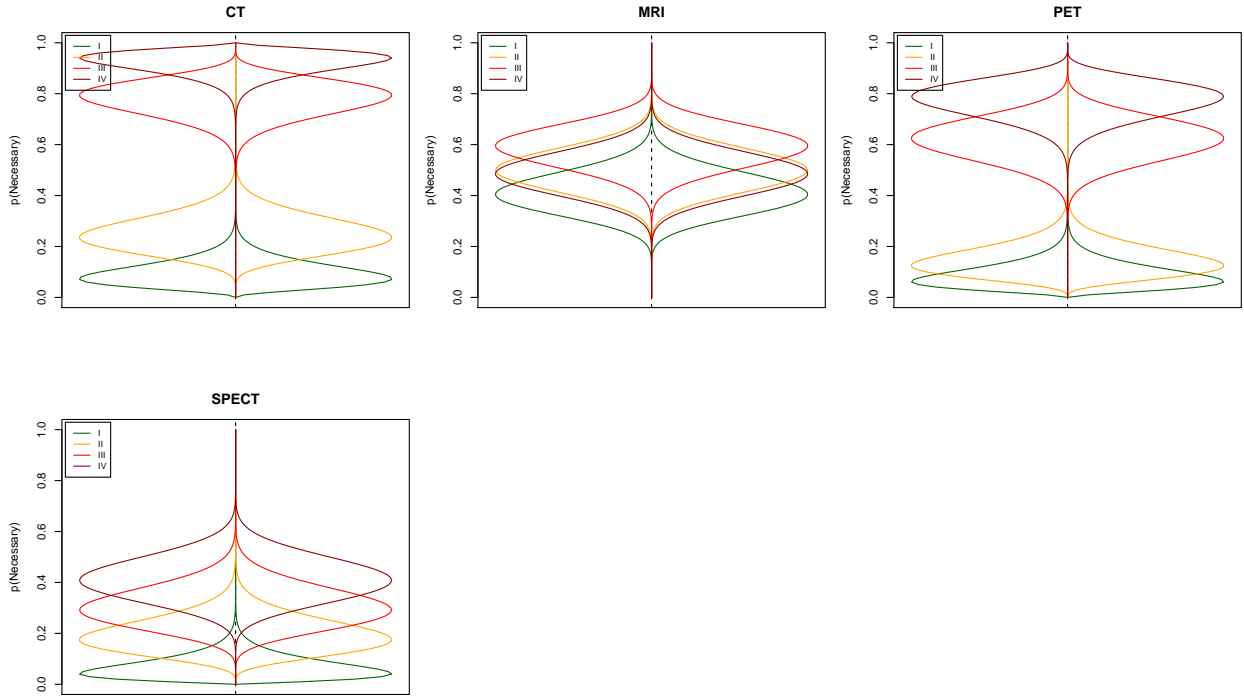 CT
p(Necessary)
1.0
0.8
0.6
0.4
0.2
0.0
I
II
III
IV
MRI
p(Necessary)
1.0
0.8
0.6
0.4
0.2
0.0
I
II
III
IV
PET
p(Necessary)
1.0
0.8
0.6
0.4
0.2
0.0
I
II
III
IV
SPECT
p(Necessary)
1.0
0.8
0.6
0.4
0.2
0.0
I
II
III
IV